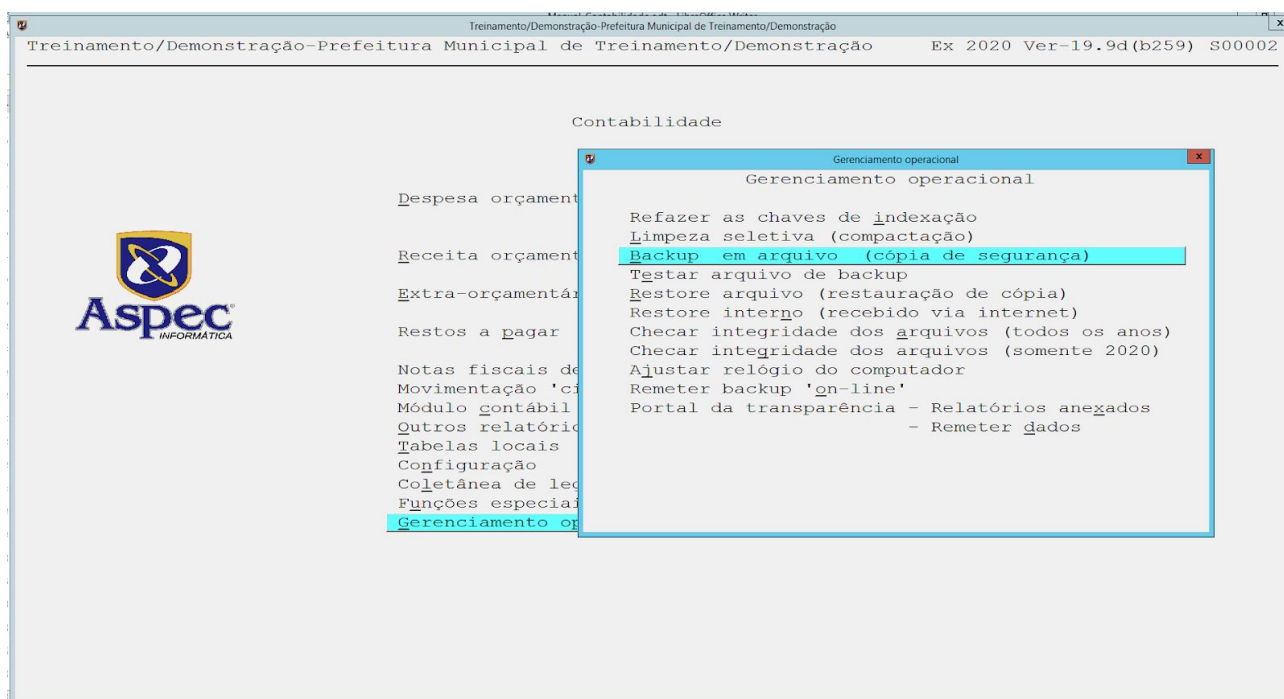 Treinamento/Demonstração-Prefeitura Municipal de Treinamento/Demonstração
Treinamento/Demonstração-Prefeitura Municipal de Treinamento/Demonstração Ex 2020 Ver-19.9d(b259) S00002
Contabilidade
Despesa orçament
Receita orçament
Extra-orçamentár
Restos a pagar
Notas fiscais de
Movimentação 'ci
Módulo contábil
Outros relatório
Tabelas locais
Configuração
Coletânea de leg
Funções especiai
Gerenciamento op
Aspec
INFORMÁTICA
Gerenciamento operacional
Gerenciamento operacional
Refazer as chaves de indexação
Limpeza seletiva (compactação)
Backup em arquivo (cópia de segurança)
Testar arquivo de backup
Restore arquivo (restauração de cópia)
Restore interno (recebido via internet)
Checar integridade dos arquivos (todos os anos)
Checar integridade dos arquivos (somente 2020)
Ajustar relógio do computador
Remeter backup 'on-line'
Portal da transparência - Relatórios anexados
- Remeter dados